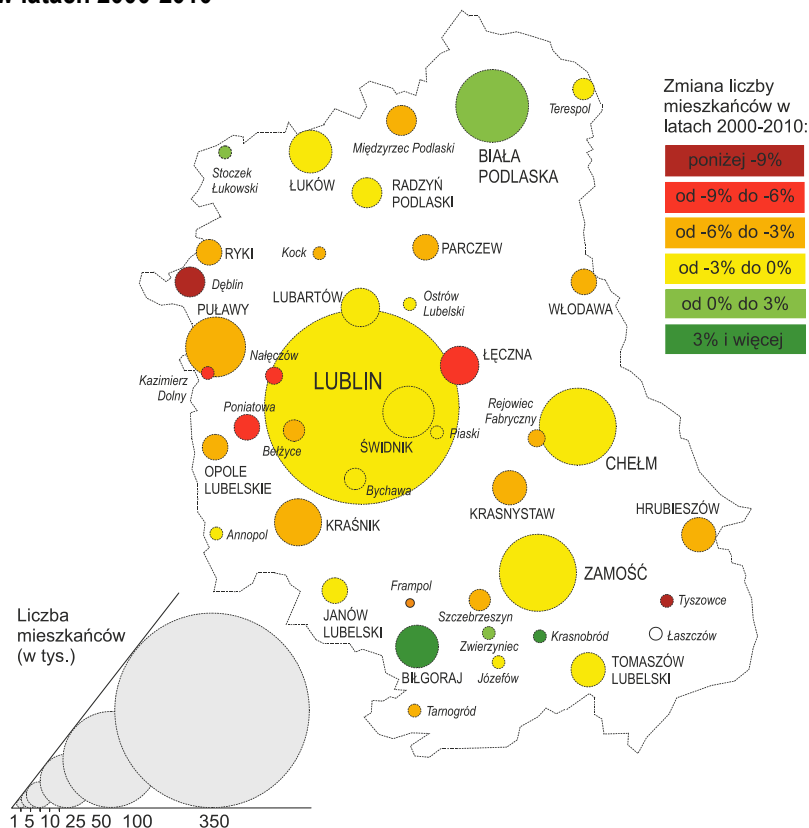 w latach 2000-2010
Zmiana liczby
mieszkańców w
latach 2000-2010:
poniżej -9%
od -9% do -6%
od -6% do -3%
od -3% do 0%
od 0% do 3%
3% i więcej
Terespol
Międzyrzec Podlaski
BIAŁA
PODLASKA
Stoczek
Łukowski
ŁUKÓW
RADZYŃ
PODLASKI
RYKI
Kock
PARCZEW
Dęblin
LUBARTÓW
Ostrów
Lubelski
WŁODAWA
PUŁAWY
Nałęczów
ŁĘCZNA
Kazimierz
Dolny
LUBLIN
Rejowiec
Fabryczny
Poniatowa
Bełżyce
ŚWIDNIK
Piaski
CHEŁM
OPOLE
LUBELSKIE
Bychawa
KRASNYSTAW
HRUBIESZÓW
Annopol
KRAŚNIK
ZAMOŚĆ
JANÓW
LUBELSKI
Frampol
Szczebrzeszyn
Tyszowce
Zwierzyniec
Krasnobród
Łaszczów
BIŁGORAJ
Józefów
TOMASZÓW
LUBELSKI
Tarnogród
Liczba
mieszkańców
(w tys.)
1 5 10 25 50 100 350